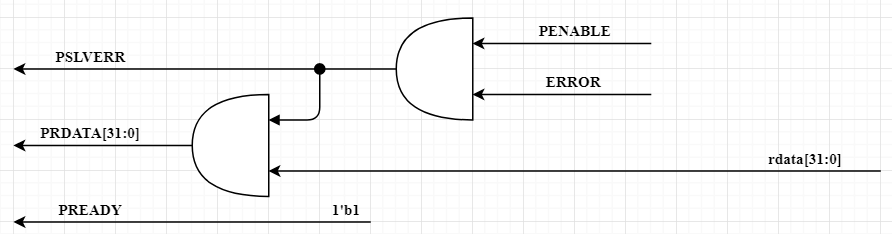 PENABLE
PSLVERR
ERROR
PRDATA[31:0]
rdata[31:0]
PREADY 1'b1